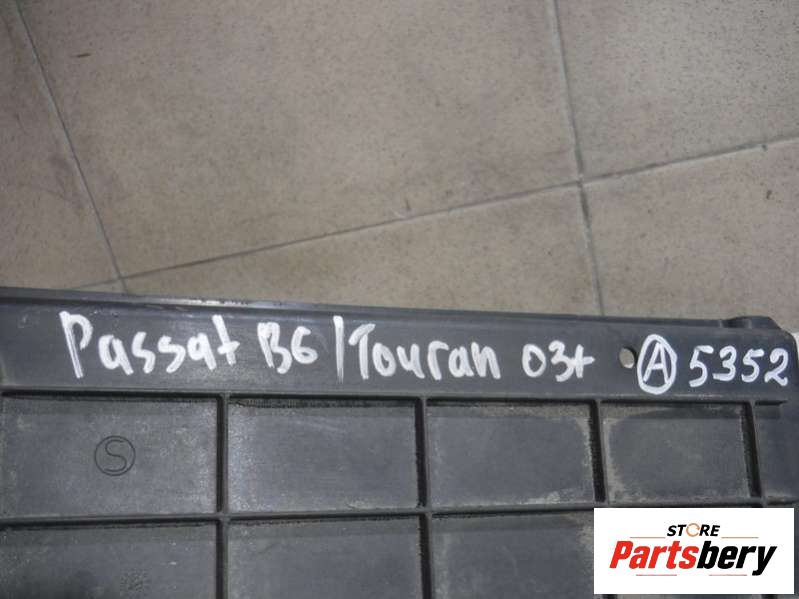 Passat B6/Touran 03+ A 5352
S
STORE
Partsbery